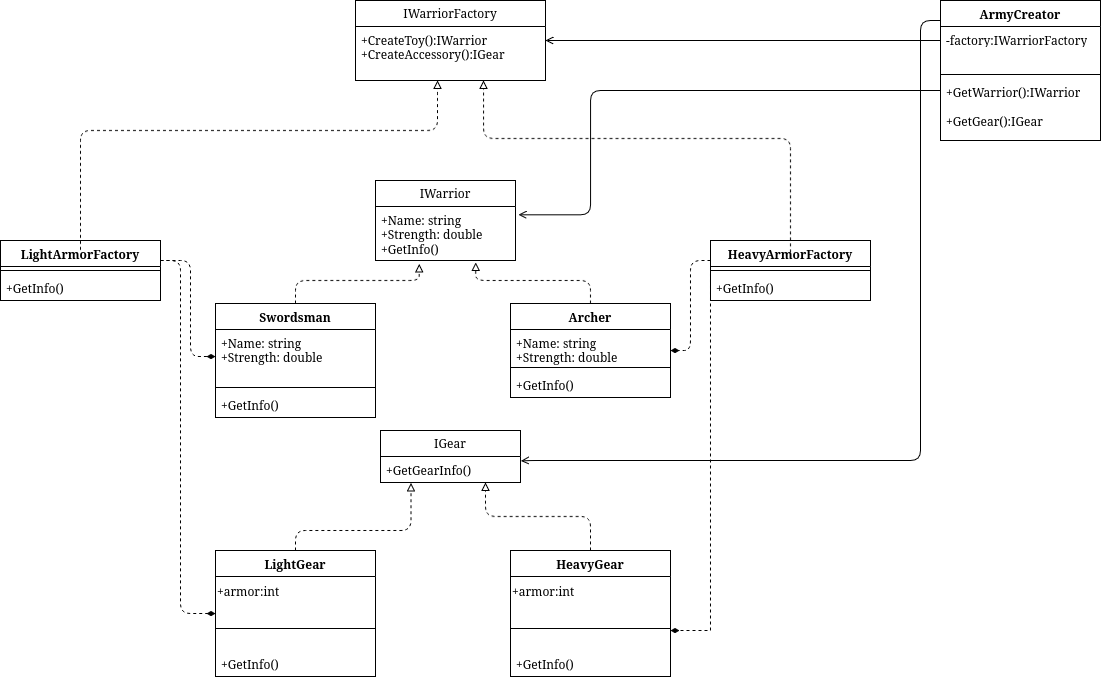 IWarriorFactory
+CreateToy():IWarrior
+CreateAccessory():IGear
ArmyCreator
-factory:IWarriorFactory
+GetWarrior():IWarrior
+GetGear():IGear
IWarrior
+Name: string
+Strength: double
+GetInfo()
LightArmorFactory
+GetInfo()
HeavyArmorFactory
+GetInfo()
Swordsman
+Name: string
+Strength: double
+GetInfo()
Archer
+Name: string
+Strength: double
+GetInfo()
IGear
+GetGearInfo()
LightGear
+armor:int
+GetInfo()
HeavyGear
+armor:int
+GetInfo()